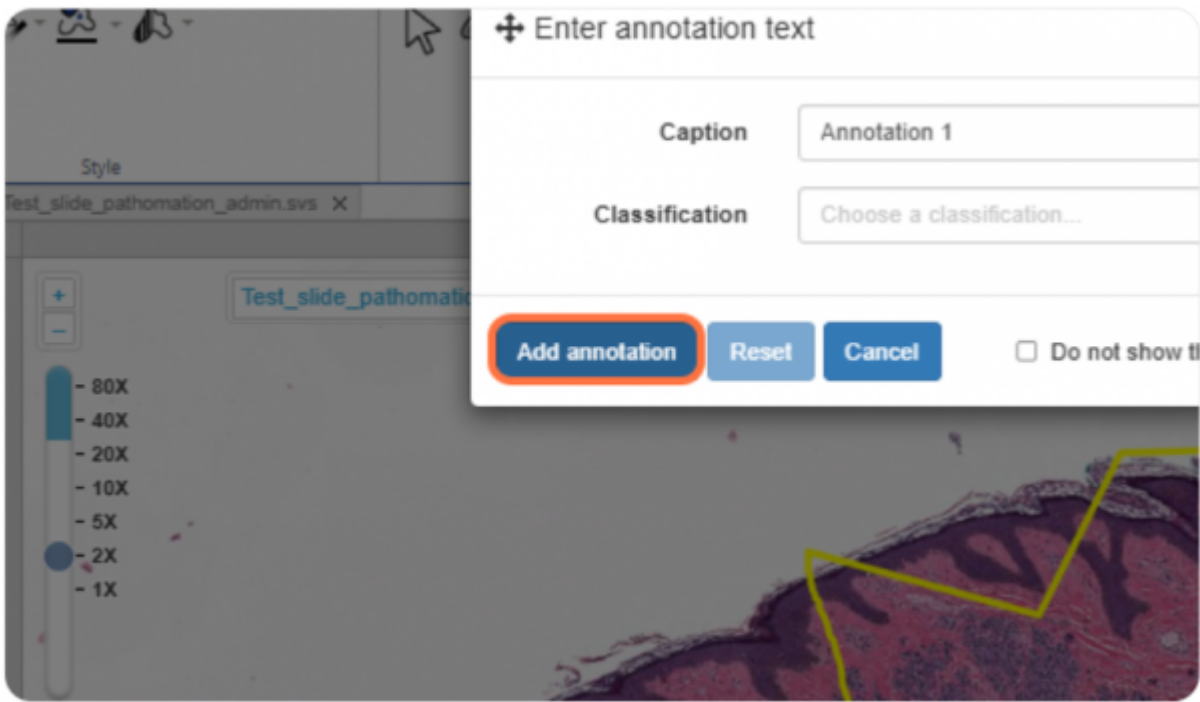 Enter annotation text
Caption
Annotation 1
Style
Test_slide_pathomation_admin.svs X
Classification
Choose a classification...
+
Test_slide_pathomatic
–
Add annotation Reset Cancel Do not show
- 80X
- 40X
- 20X
- 10X
- 5X
- 2X
- 1X